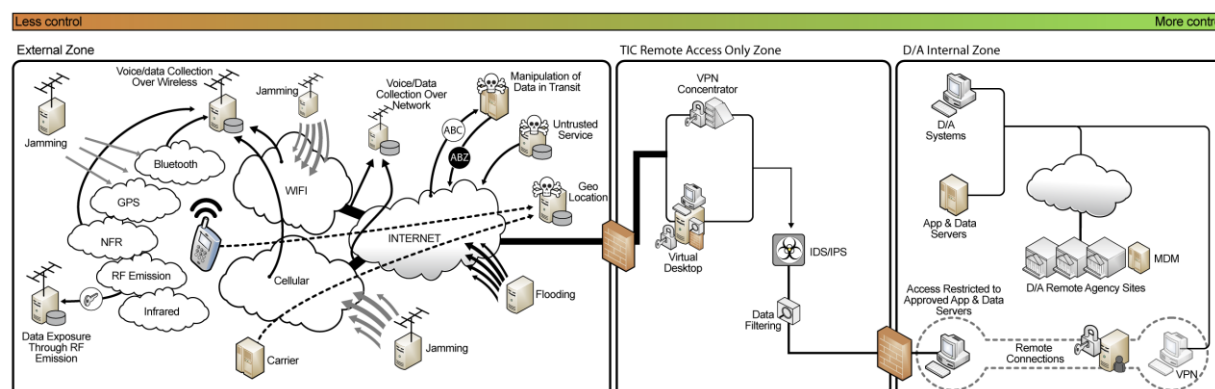 Less control
More contro
External Zone
TIC Remote Access Only Zone
D/A Internal Zone
Voice/data Collection
Over Wireless
Jamming
Voice/Data
Collection Over
Network
Manipulation of
Data in Transit
Untrusted
Service
Jamming
Bluetooth
GPS
NFR
RF Emission
Infrared
Data Exposure
Through RF
Emission
WIFI
ABC
ABZ
Geo
Location
INTERNET
Cellular
Flooding
Carrier
Jamming
VPN
Concentrator
Virtual
Desktop
IDS/IPS
Data
Filtering
D/A
Systems
App & Data
Servers
MDM
D/A Remote Agency Sites
Access Restricted to
Approved App & Data
Servers
Remote
Connections
VPN